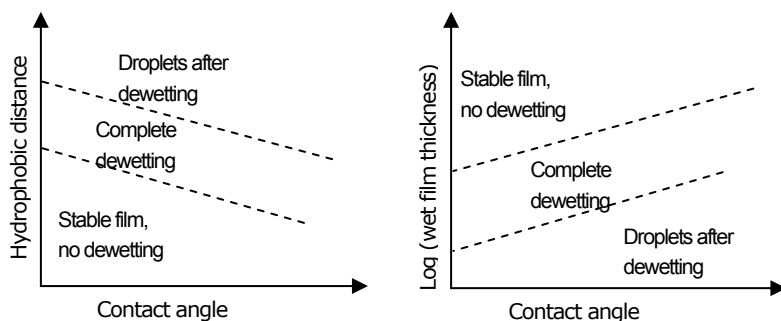 Hydrophobic distance
Droplets after
dewetting
Complete
dewetting
Stable film,
no dewetting
Contact angle
Log (wet film thickness)
Stable film,
no dewetting
Complete
dewetting
Droplets after
dewetting
Contact angle